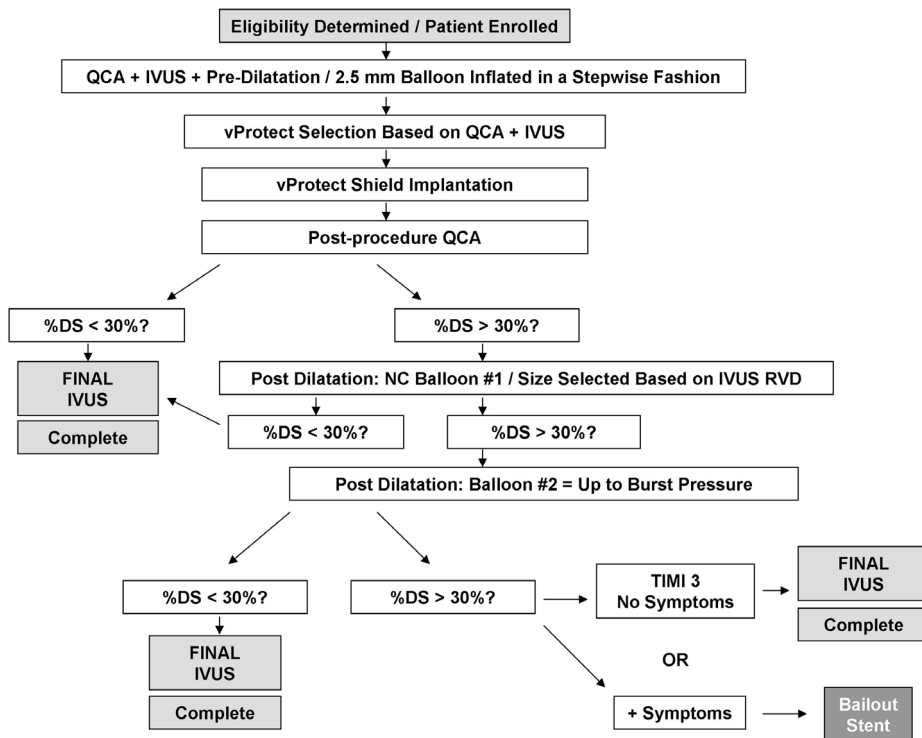 Eligibility Determined / Patient Enrolled
QCA + IVUS + Pre-Dilatation / 2.5 mm Balloon Inflated in a Stepwise Fashion
vProtect Selection Based on QCA + IVUS
vProtect Shield Implantation
Post-procedure QCA
%DS < 30%?
%DS > 30%?
FINAL
IVUS
Complete
Post Dilatation: NC Balloon #1 / Size Selected Based on IVUS RVD
%DS < 30%?
%DS > 30%?
Post Dilatation: Balloon #2 = Up to Burst Pressure
%DS < 30%?
%DS > 30%?
TIMI 3
No Symptoms
FINAL
IVUS
Complete
FINAL
IVUS
Complete
OR
+ Symptoms
Bailout
Stent